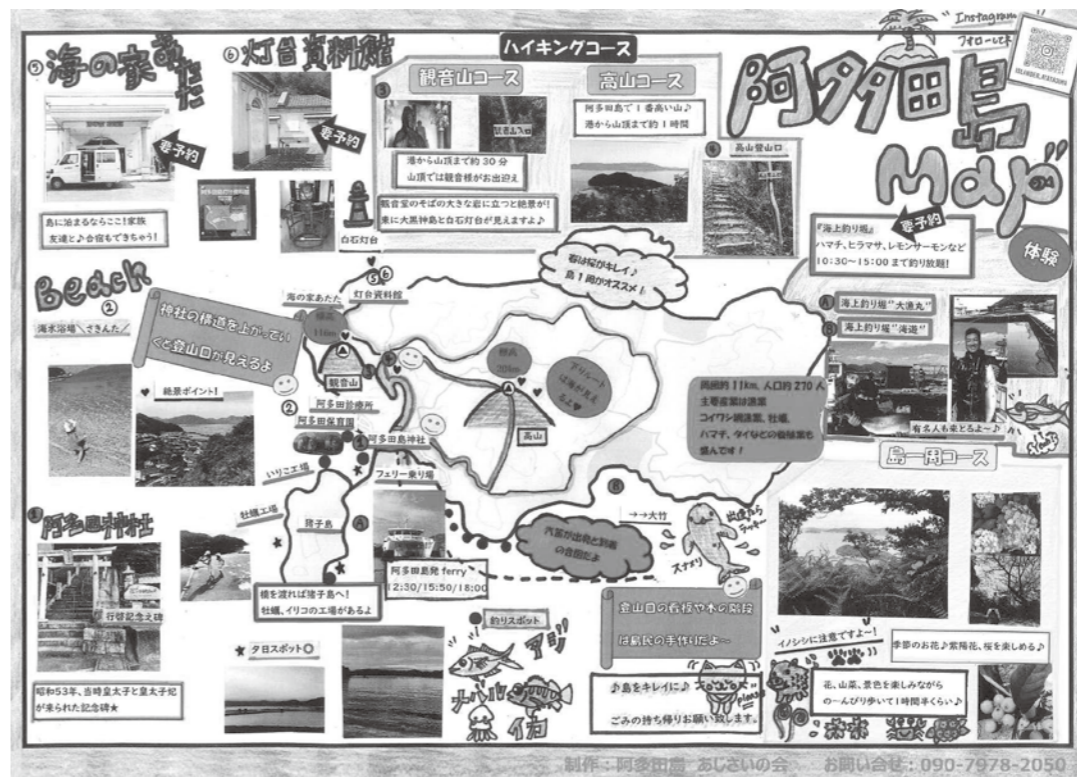 "Instagram"
フォローしてネ
阿多田島
Map
ハイキングコース
⑤海の家あたた
要予約
島に泊まるならここ!家族
友達と♪合宿もできちゃう!
⑥灯台資料館
要予約
白石灯台
観音山コース
③
港から山頂まで約30分
山頂では観音様がお出迎え
観音堂のそばの大きな岩に立つと絶景が!
東に大黒神島と白石灯台が見えますよ♪
高山コース
阿多田島で1番高い山♪
港から山頂まで約1時間
高山登山口
要予約
『海上釣り堀』
ハマチ、ヒラマサ、レモンサーモンなど
10:30~15:00まで釣り放題!
体験
Ⓐ 海上釣り堀"大漁丸"
Ⓑ 海上釣り堀"滝遊"
有名人も来とるよ~♪
Beach
②
海水浴場
絶景ポイント!
神社の横道を上がってい
くと登山口が見えるよ
春は桜がキレイ♪
島1周がオススメ!
⑤⑥
海の家あたた
灯台資料館
標高
観音山
標高
高山
阿多田診療所
②阿多田保育園
阿多田島神社
フェリー乗り場
いりこ工場
牡蠣工場
猪子島
周囲約11km、人口約270人
主要産業は漁業
コイワシ網漁業、牡蠣、
ハマチ、タイなどの養殖業も
盛んです!
島一周コース
→→大竹
汽笛が出発と到着
の合図だよ
スナメリ
出逢えたら
ラッキー
阿多田島発 ferry
12:30/15:50/18:00
橋を渡れば猪子島へ!
牡蠣、イリコの工場があるよ
阿多田神社
行啓記念之碑
昭和53年、当時皇太子と皇太子妃
が来られた記念碑★
★夕日スポット◎
●釣りスポット
アジ
メバル
イカ
登山口の看板や木の階段
は島民の手作りだよ~
♪島をキレイに♪
please
ごみの持ち帰りお願い致します。
イノシシに注意ですよ~!
季節のお花♪紫陽花、桜を楽しめる♪
花、山菜、景色を楽しみながら
の~んびり歩いて1時間半くらい♪
制作:阿多田島 あじさいの会 お問い合せ:090-7978-2050